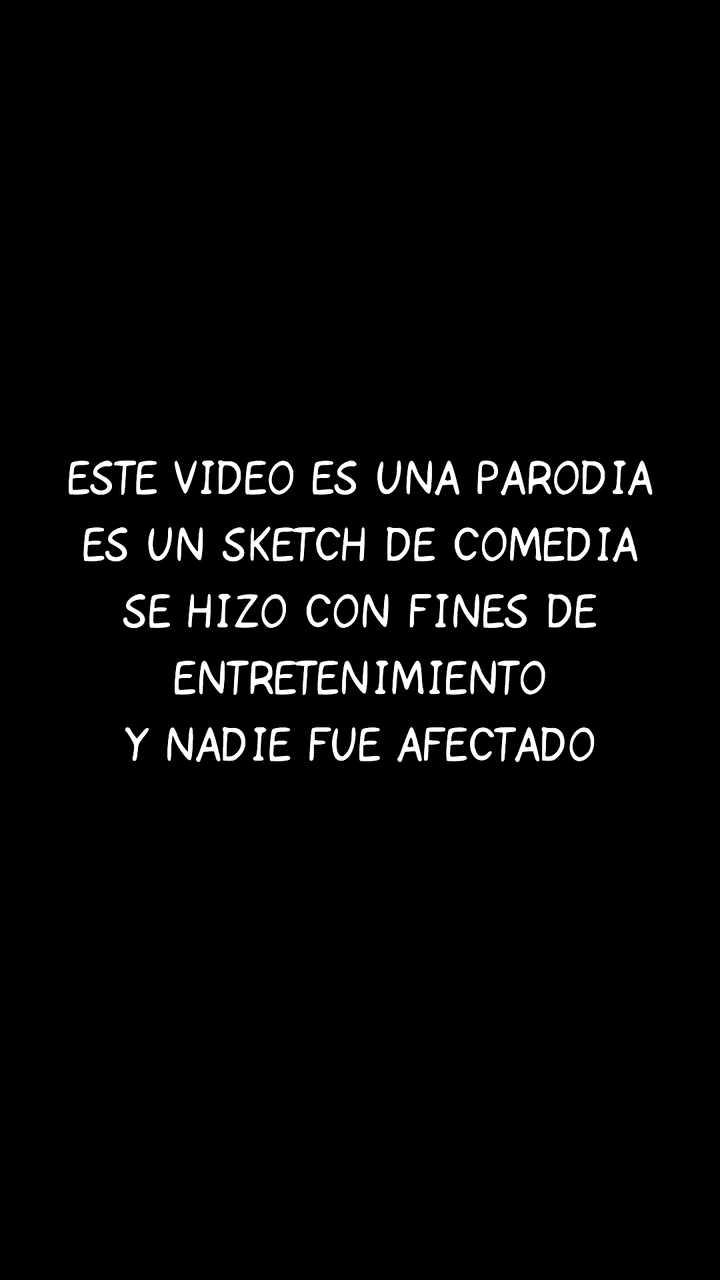 ESTE VIDEO ES UNA PARODIA
ES UN SKETCH DE COMEDIA
SE HIZO CON FINES DE
ENTRETENIMIENTO
Y NADIE FUE AFECTADO